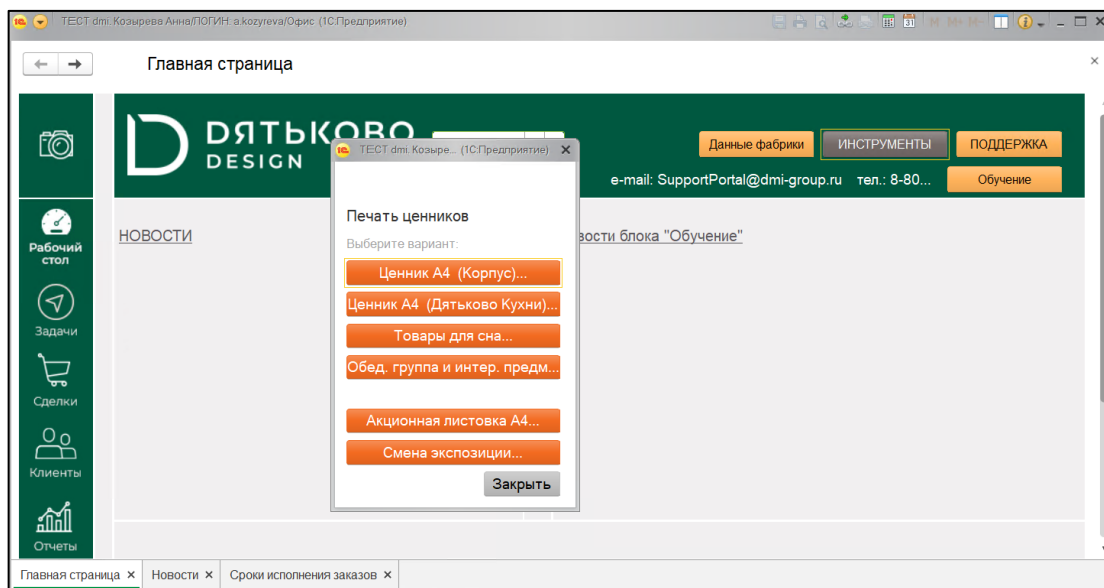 ТЕСТ dmi. Козырева Анна/ЛОГИН: a.kozyreva/Офис (1С:Предприятие)
31 M M+ M-
Главная страница
ДЯТЬКОВО
DESIGN
Данные фабрики
ИНСТРУМЕНТЫ
ПОДДЕРЖКА
e-mail: SupportPortal@dmi-group.ru тел.: 8-80...
Обучение
Рабочий
стол
Задачи
Сделки
Клиенты
Отчеты
НОВОСТИ
вости блока "Обучение"
ТЕСТ dmi. Козыре... (1С:Предприятие)
Печать ценников
Выберите вариант:
Ценник А4 (Корпус)...
Ценник А4 (Дятьково Кухни)...
Товары для сна...
Обед. группа и интер. предм...
Акционная листовка А4...
Смена экспозиции...
Закрыть
Главная страница
Новости
Сроки исполнения заказов